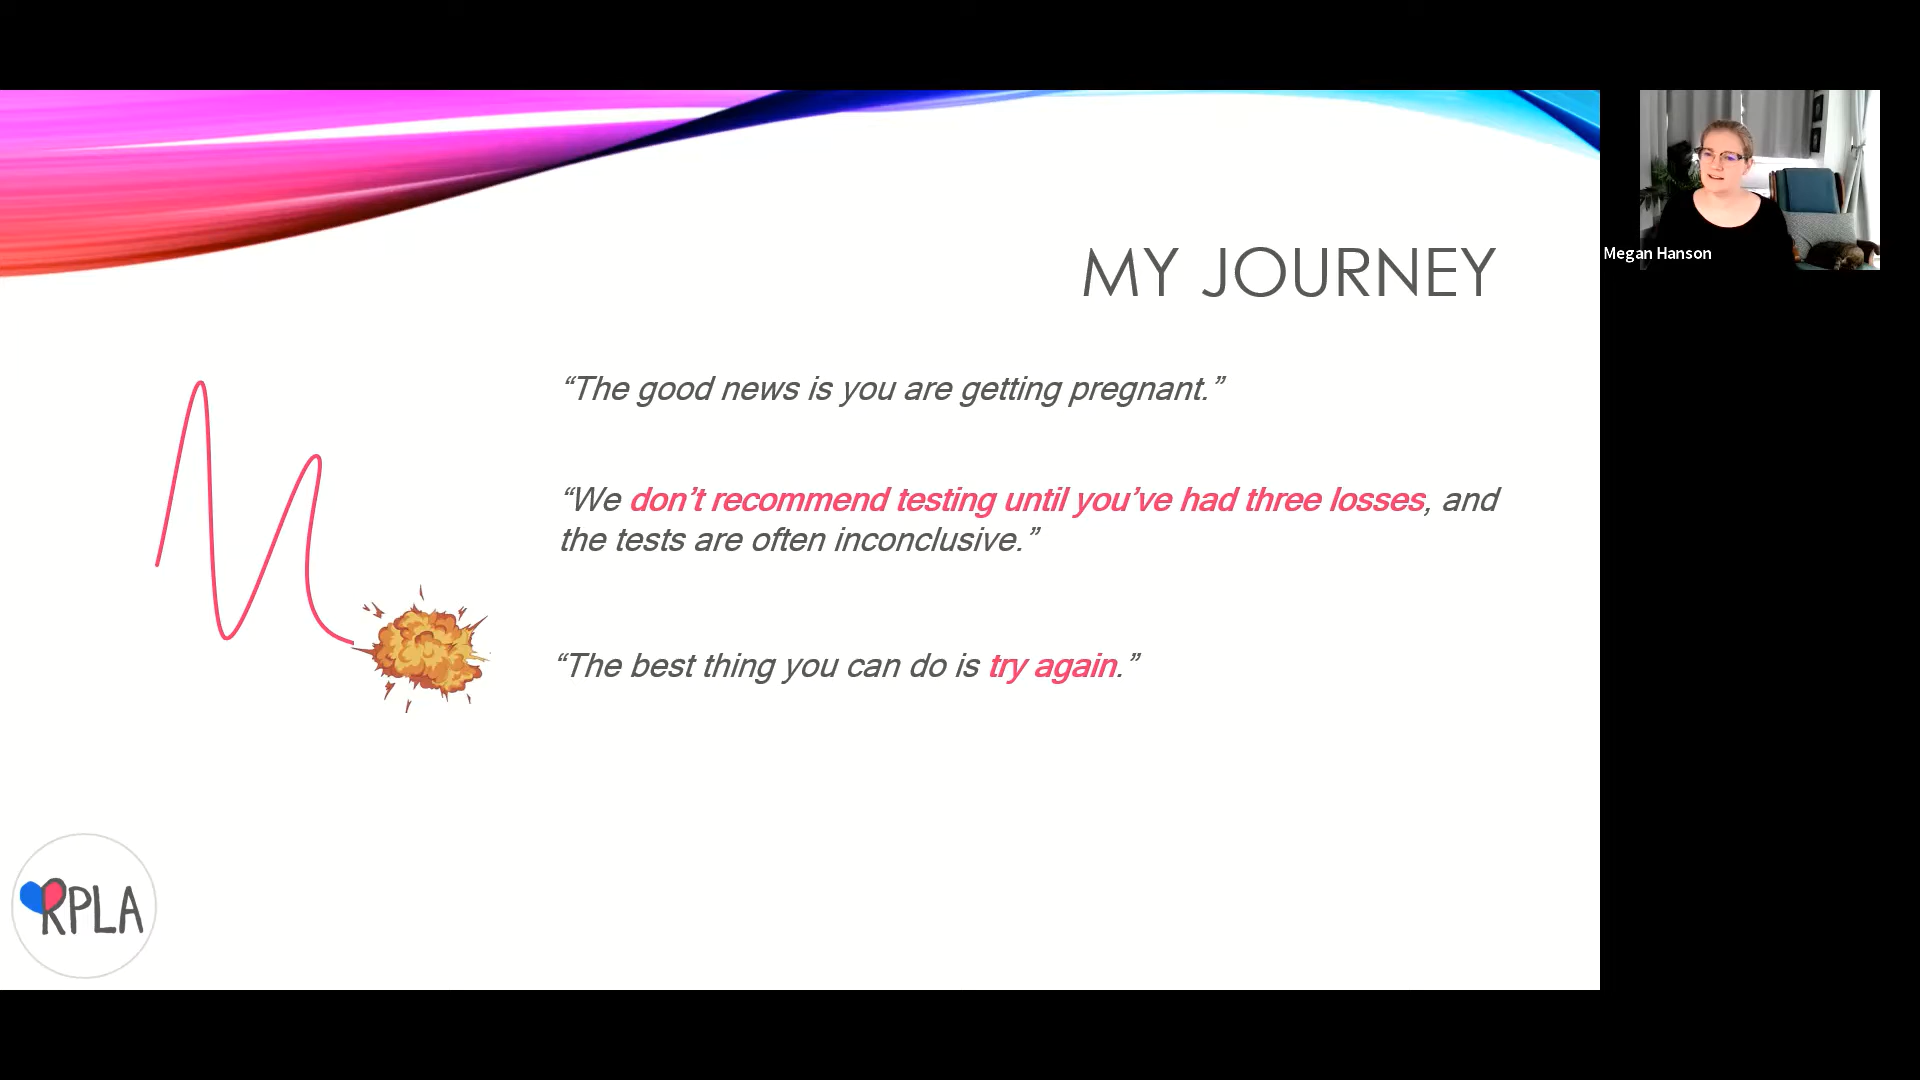 MY JOURNEY
Megan Hanson
“The good news is you are getting pregnant.”
“We don’t recommend testing until you’ve had three losses, and
the tests are often inconclusive.”
“The best thing you can do is try again.”
RPLA